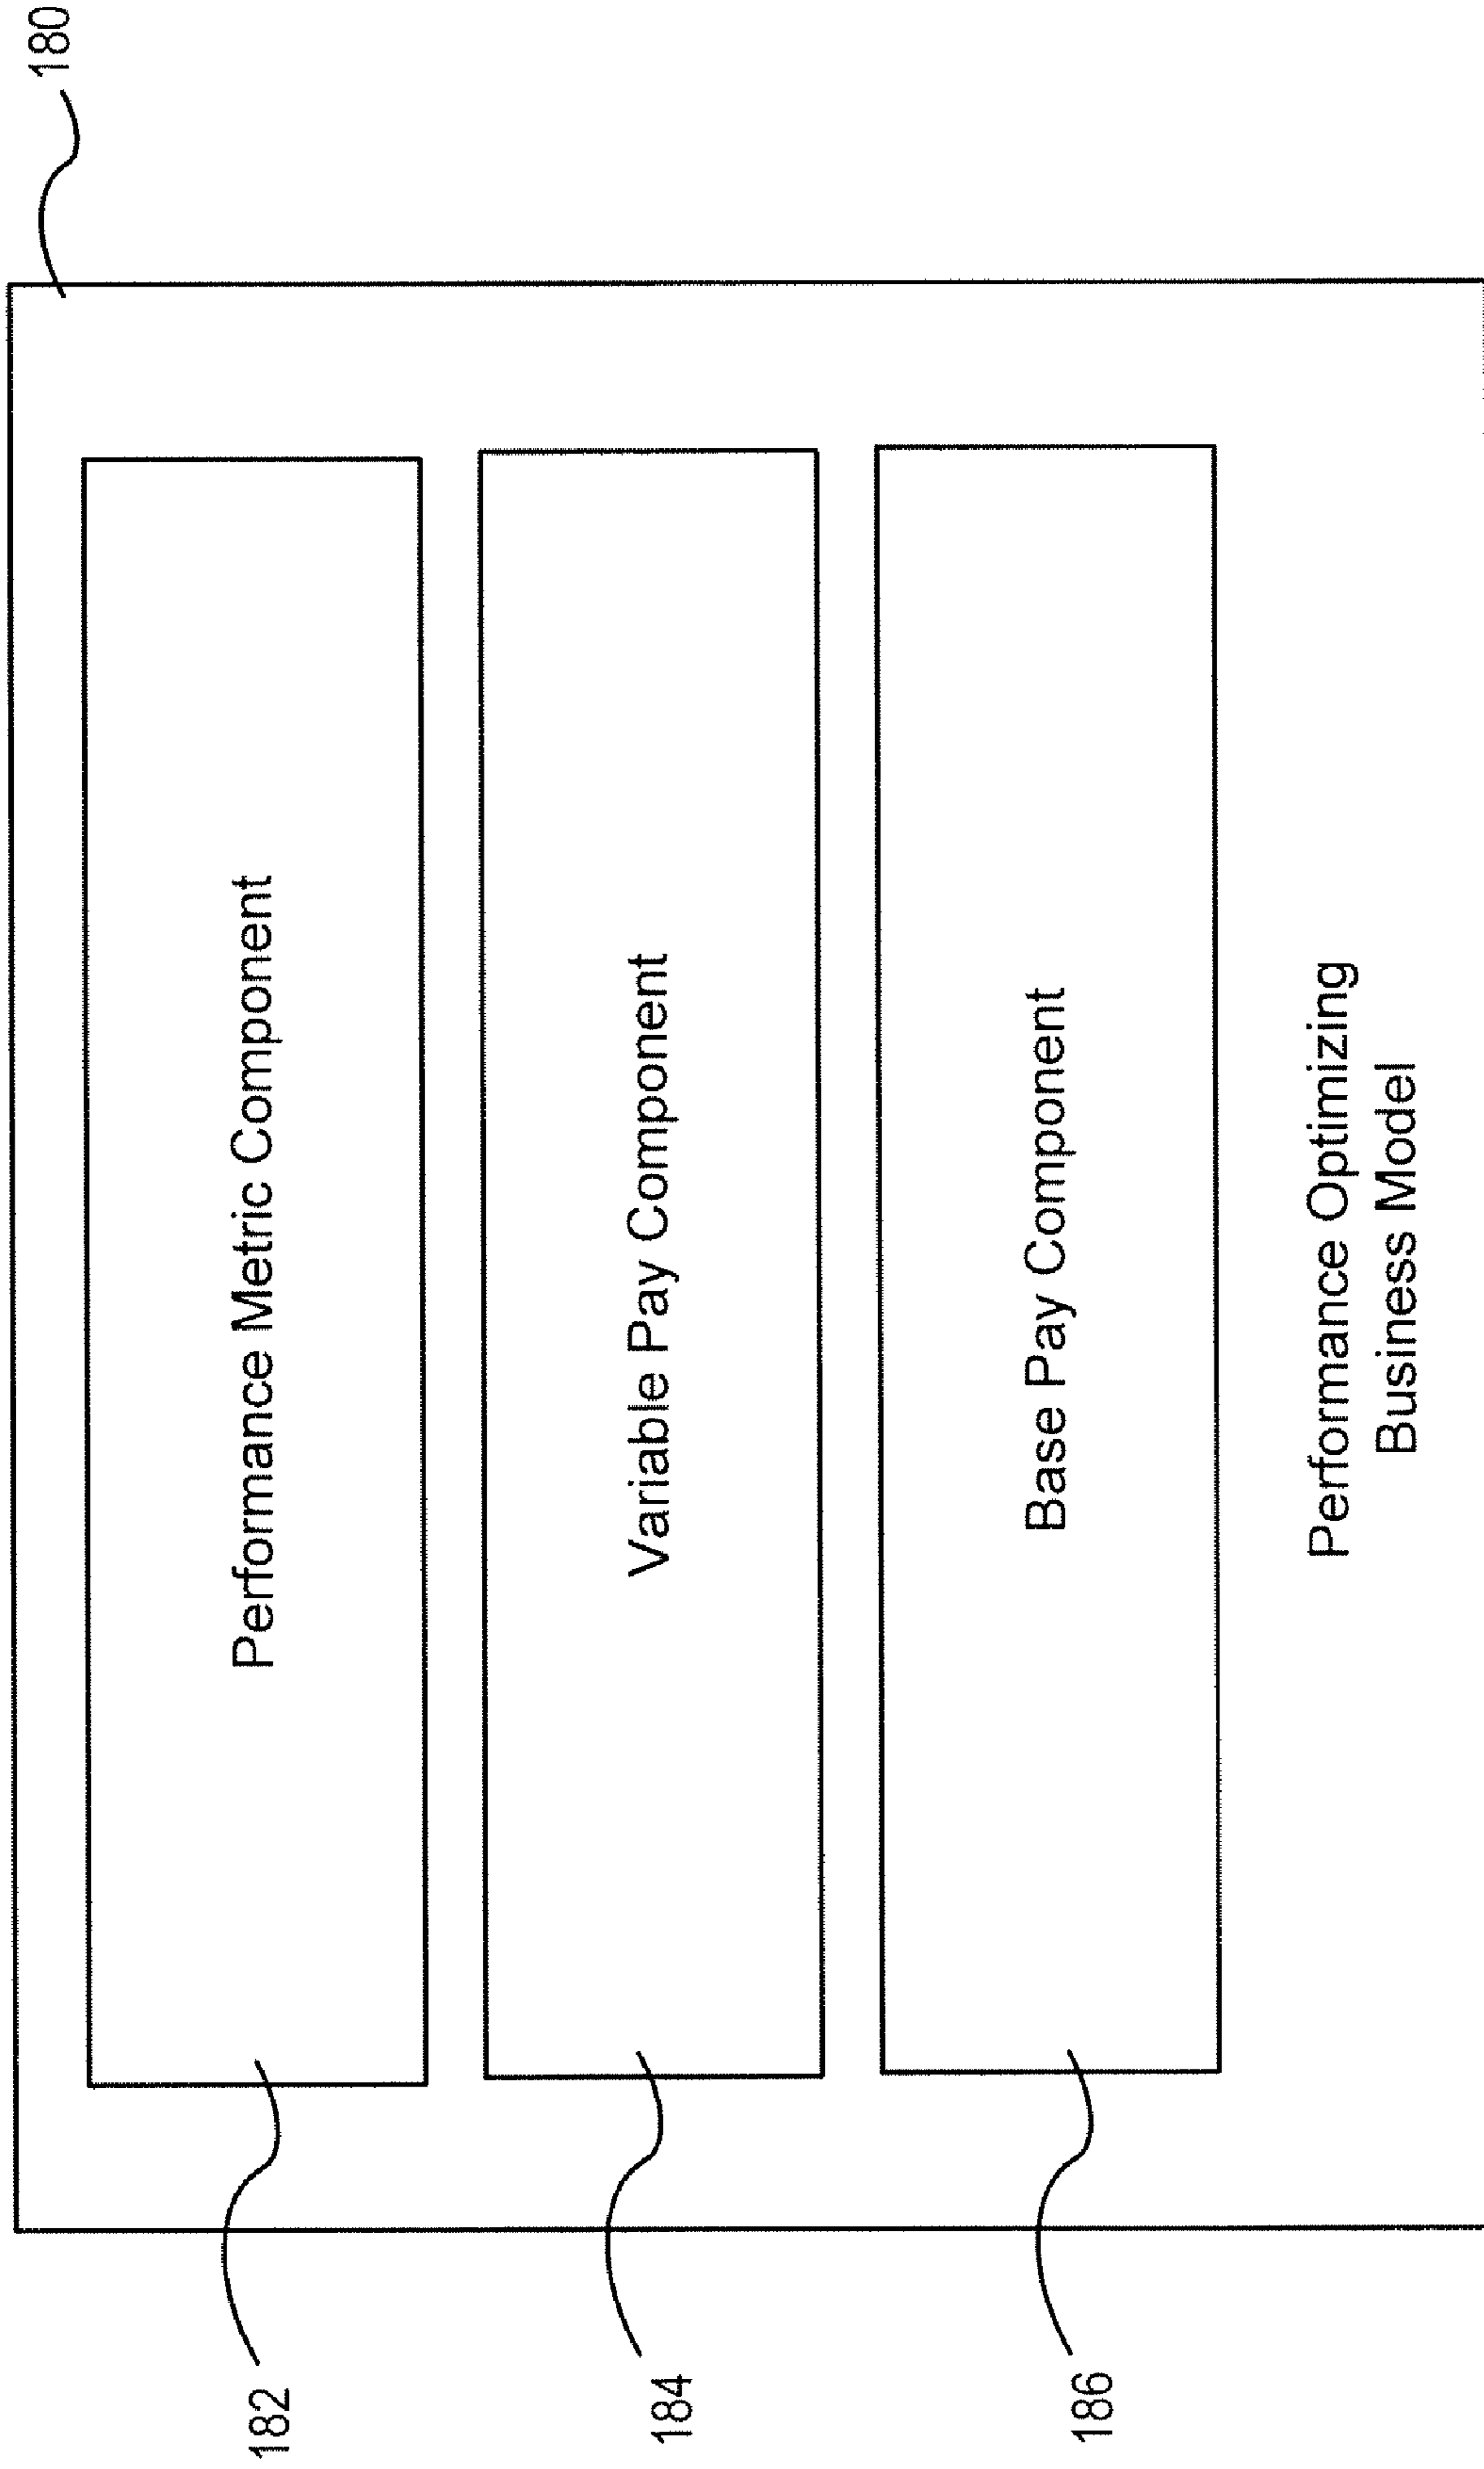 180
Performance Metric Component
182
Variable Pay Component
184
Base Pay Component
186
Performance Optimizing
Business Model